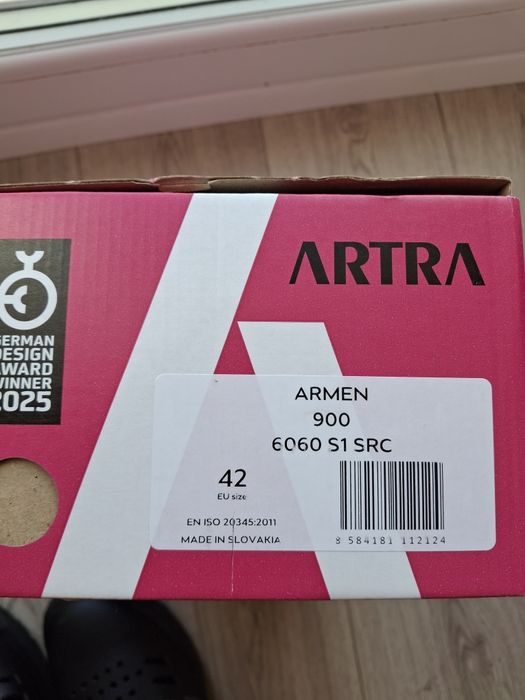 ARTRA
GERMAN
DESIGN
AWARD
WINNER
2025
ARMEN
900
6060 S1 SRC
42
EU size
EN ISO 20345:2011
MADE IN SLOVAKIA
8 584181 112124